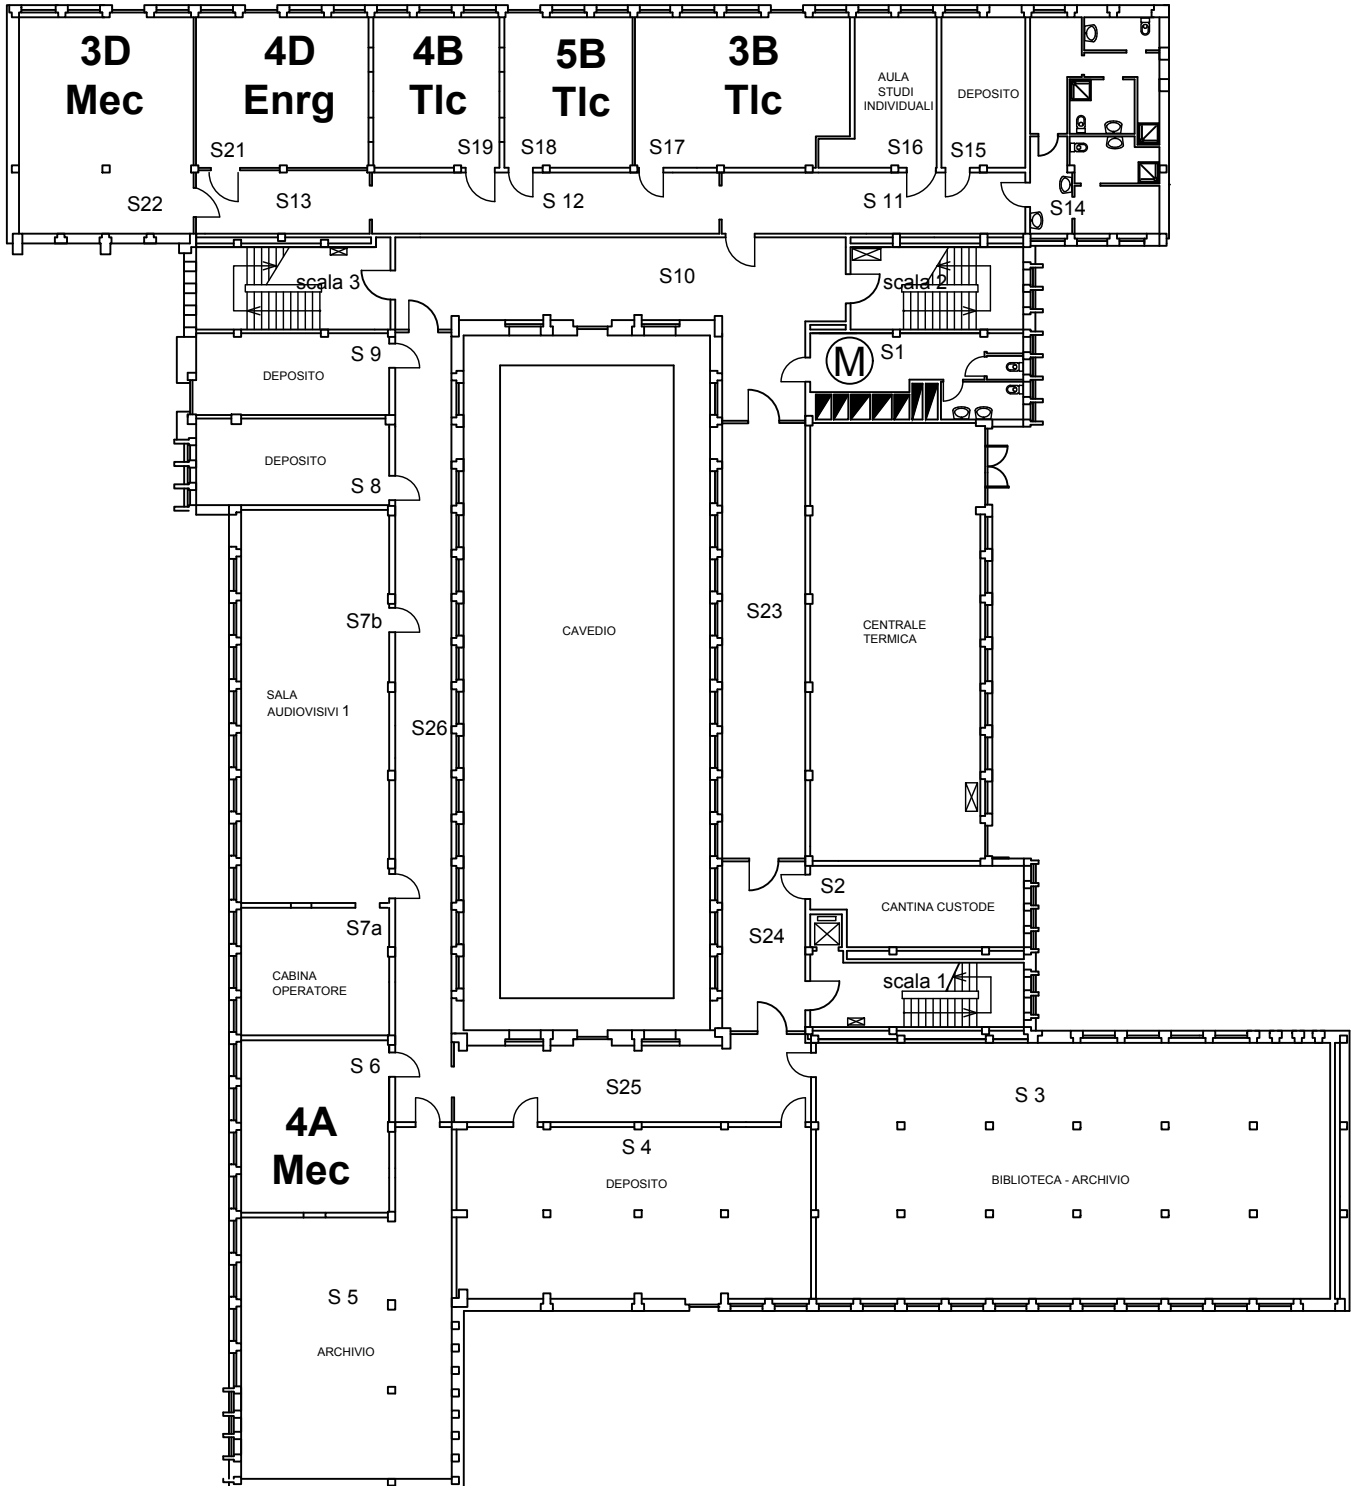 3D
Mec
4D
Enrg
4B
Tlc
5B
Tlc
3B
Tlc
AULA
STUDI
INDIVIDUALI
DEPOSITO
S21
S19
S18
S17
S16
S15
S22
S13
S 12
S 11
S14
scala 3
S10
scala 2
S 9
DEPOSITO
M
S1
DEPOSITO
S 8
S7b
SALA
AUDIOVISIVI 1
S26
CAVEDIO
S23
CENTRALE
TERMICA
S2
CANTINA CUSTODE
S7a
CABINA
OPERATORE
S24
scala 1
S 6
4A
Mec
S25
S 3
S 4
DEPOSITO
BIBLIOTECA - ARCHIVIO
S 5
ARCHIVIO